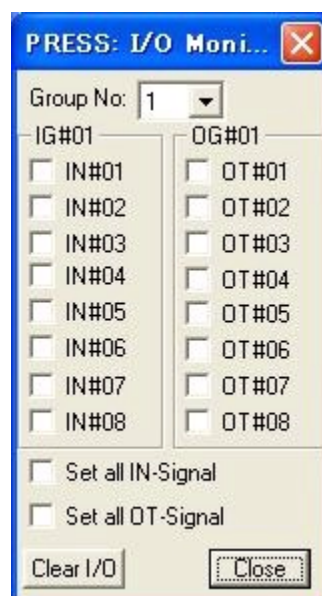 PRESS: I/O Moni...
Group No: 1
IG#01 OG#01
IN#01 OT#01
IN#02 OT#02
IN#03 OT#03
IN#04 OT#04
IN#05 OT#05
IN#06 OT#06
IN#07 OT#07
IN#08 OT#08
Set all IN-Signal
Set all OT-Signal
Clear I/O Close